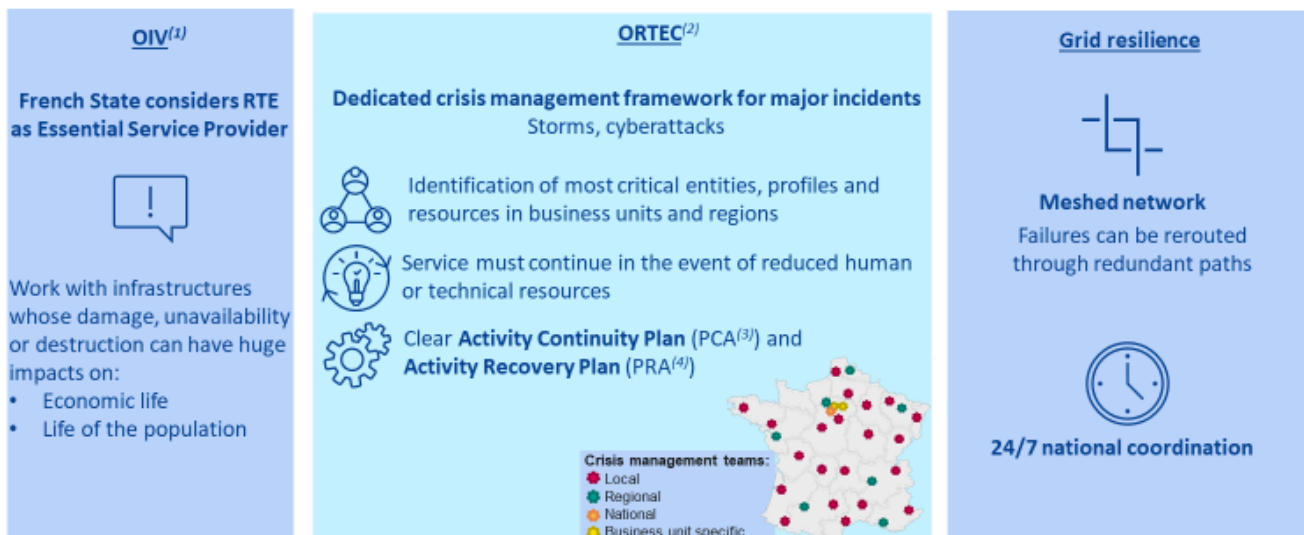 OIV(1)
French State considers RTE
as Essential Service Provider
!
Work with infrastructures
whose damage, unavailability
or destruction can have huge
impacts on:
• Economic life
• Life of the population
ORTEC(2)
Dedicated crisis management framework for major incidents
Storms, cyberattacks
Identification of most critical entities, profiles and
resources in business units and regions
Service must continue in the event of reduced human
or technical resources
Clear Activity Continuity Plan (PCA(3)) and
Activity Recovery Plan (PRA(4))
Crisis management teams:
Local
Regional
National
Business unit specific
Grid resilience
Meshed network
Failures can be rerouted
through redundant paths
24/7 national coordination